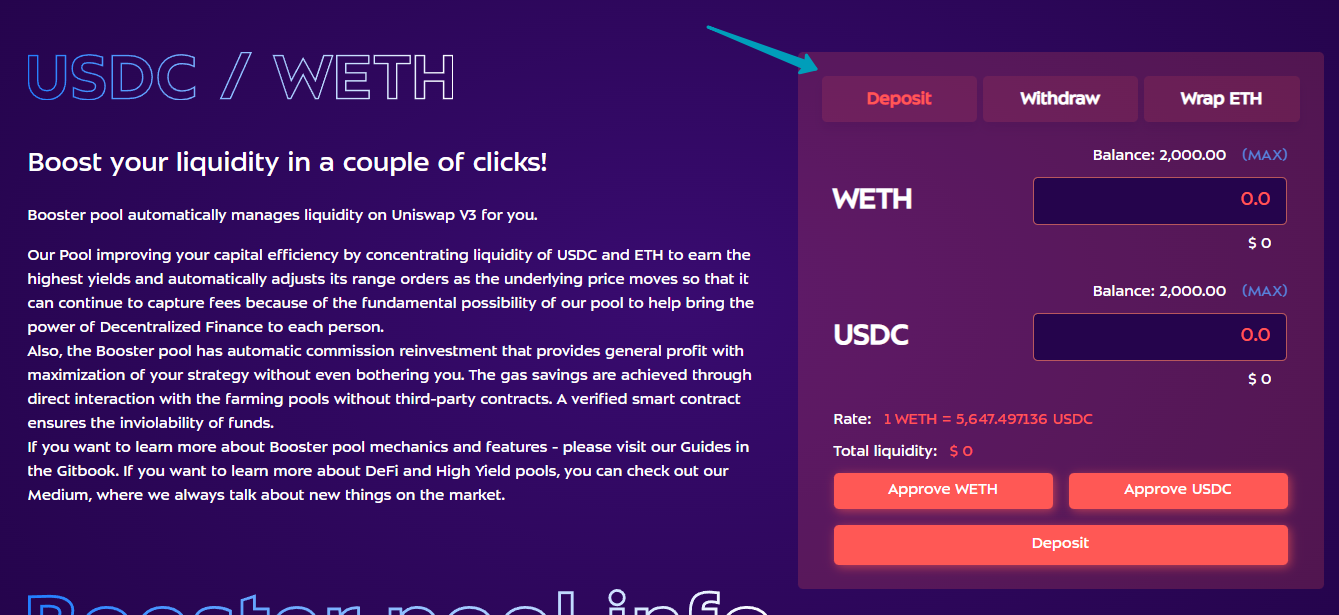 USDC / WETH
Boost your liquidity in a couple of clicks!
Booster pool automatically manages liquidity on Uniswap V3 for you.
Our Pool improving your capital efficiency by concentrating liquidity of USDC and ETH to earn the
highest yields and automatically adjusts its range orders as the underlying price moves so that it
can continue to capture fees because of the fundamental possibility of our pool to help bring the
power of Decentralized Finance to each person.
Also, the Booster pool has automatic commission reinvestment that provides general profit with
maximization of your strategy without even bothering you. The gas savings are achieved through
direct interaction with the farming pools without third-party contracts. A verified smart contract
ensures the inviolability of funds.
If you want to learn more about Booster pool mechanics and features - please visit our Guides in
the Gitbook. If you want to learn more about DeFi and High Yield pools, you can check out our
Medium, where we always talk about new things on the market.
Booster pool info
Deposit Withdraw Wrap ETH
Balance: 2,000.00 (MAX)
WETH 0.0
$ 0
Balance: 2,000.00 (MAX)
USDC 0.0
$ 0
Rate: 1 WETH = 5,647.497136 USDC
Total liquidity: $ 0
Approve WETH Approve USDC
Deposit